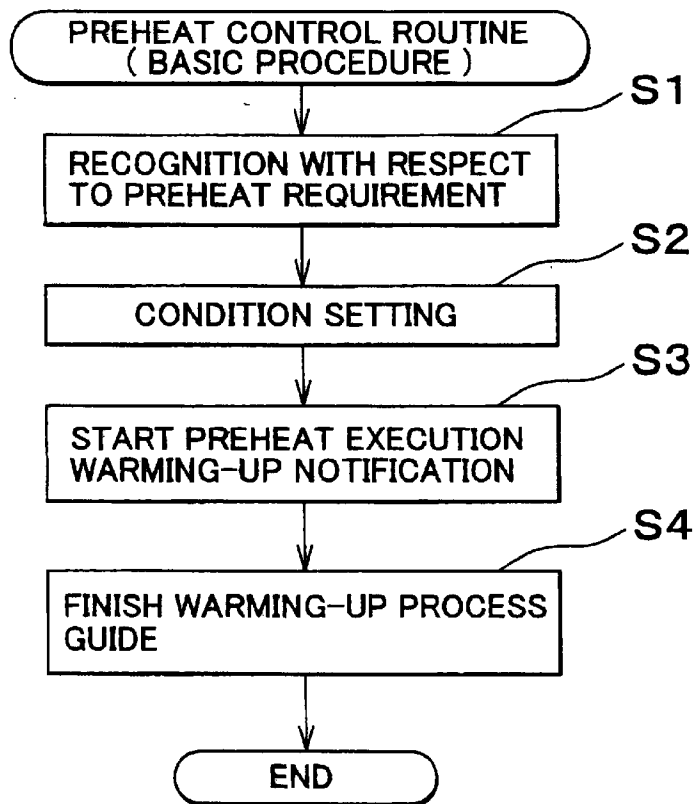 PREHEAT CONTROL ROUTINE
( BASIC PROCEDURE )
S1
RECOGNITION WITH RESPECT
TO PREHEAT REQUIREMENT
S2
CONDITION SETTING
S3
START PREHEAT EXECUTION
WARMING-UP NOTIFICATION
S4
FINISH WARMING-UP PROCESS
GUIDE
END